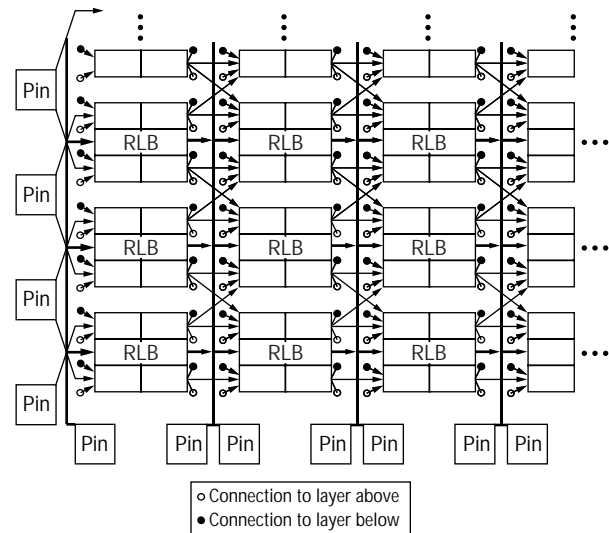 Pin
RLB RLB RLB
Pin
RLB RLB RLB
Pin
RLB RLB RLB
Pin
Pin Pin Pin Pin Pin Pin Pin
Connection to layer above
Connection to layer below